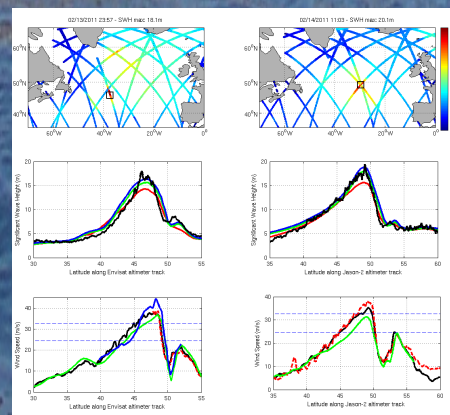 02/13/2011 23:57 - SWH max: 18.1m
02/14/2011 11:03 - SWH max: 20.1m
60°N
50°N
40°N
60°W
40°W
20°W
0°
60°N
50°N
40°N
60°W
40°W
20°W
0°
Significant Wave Height (m)
20
15
10
5
0
30
35
40
45
50
55
Latitude along Envisat altimeter track
Significant Wave Height (m)
20
15
10
5
0
35
40
45
50
55
60
Latitude along Jason-2 altimeter track
Wind Speed (m/s)
40
30
20
10
0
30
35
40
45
50
55
Latitude along Envisat altimeter track
Wind Speed (m/s)
40
30
20
10
0
35
40
45
50
55
60
Latitude along Jason-2 altimeter track